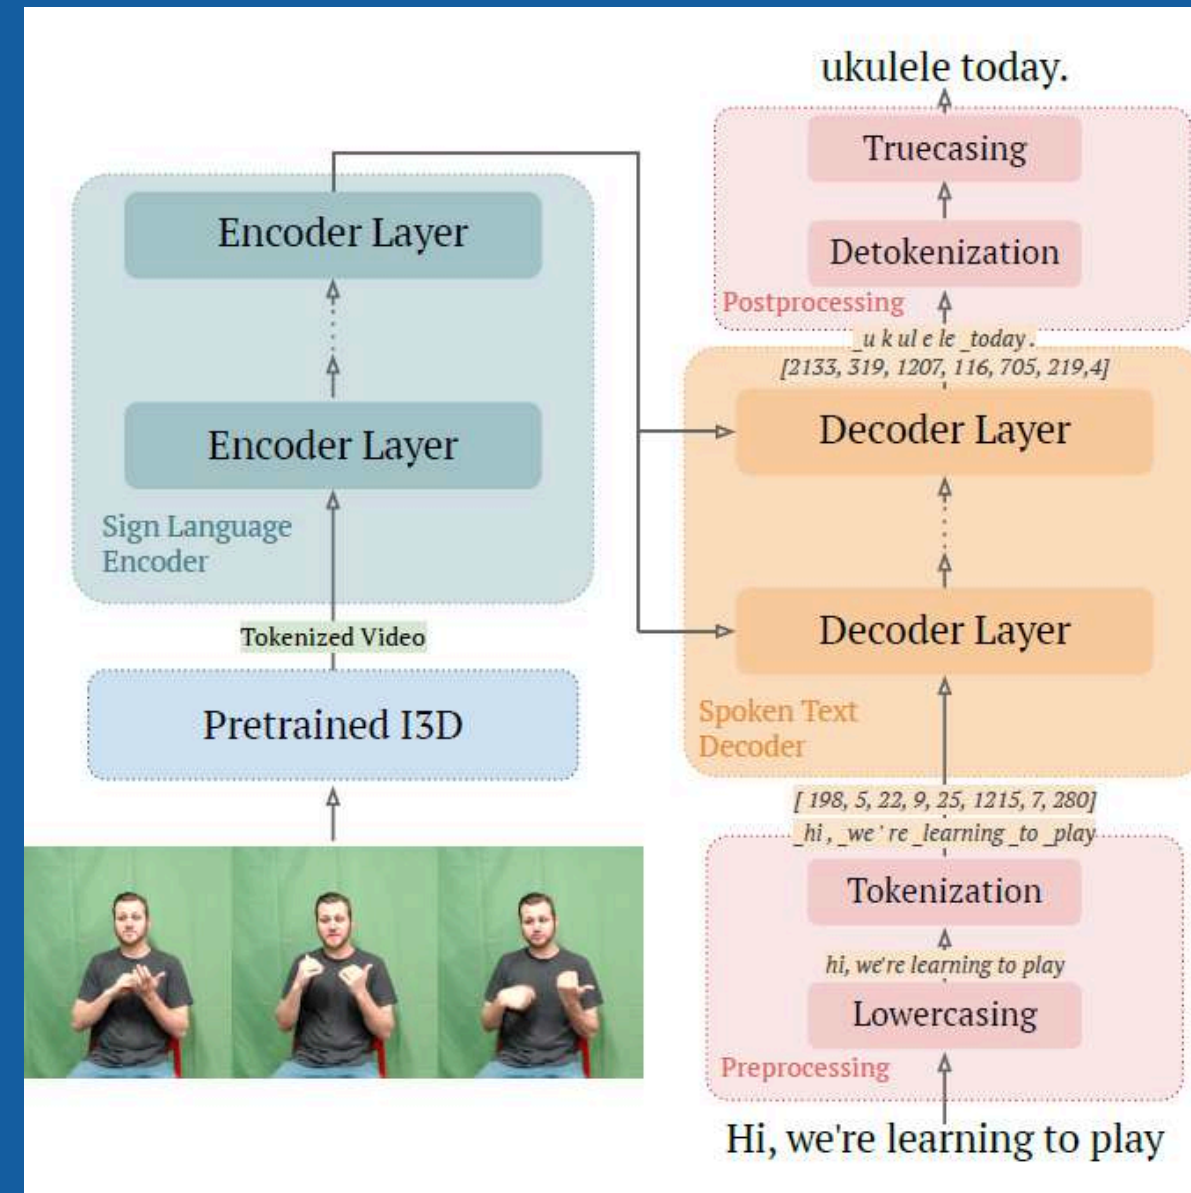 ukulele today.
Truecasing
Detokenization
Postprocessing
_u k ul e le _today .
[2133, 319, 1207, 116, 705, 219,4]
Decoder Layer
Decoder Layer
Spoken Text
Decoder
[ 198, 5, 22, 9, 25, 1215, 7, 280]
_hi , _we ' re _learning _to _play
Tokenization
hi, we're learning to play
Lowercasing
Preprocessing
Hi, we're learning to play
Encoder Layer
Encoder Layer
Sign Language
Encoder
Tokenized Video
Pretrained I3D